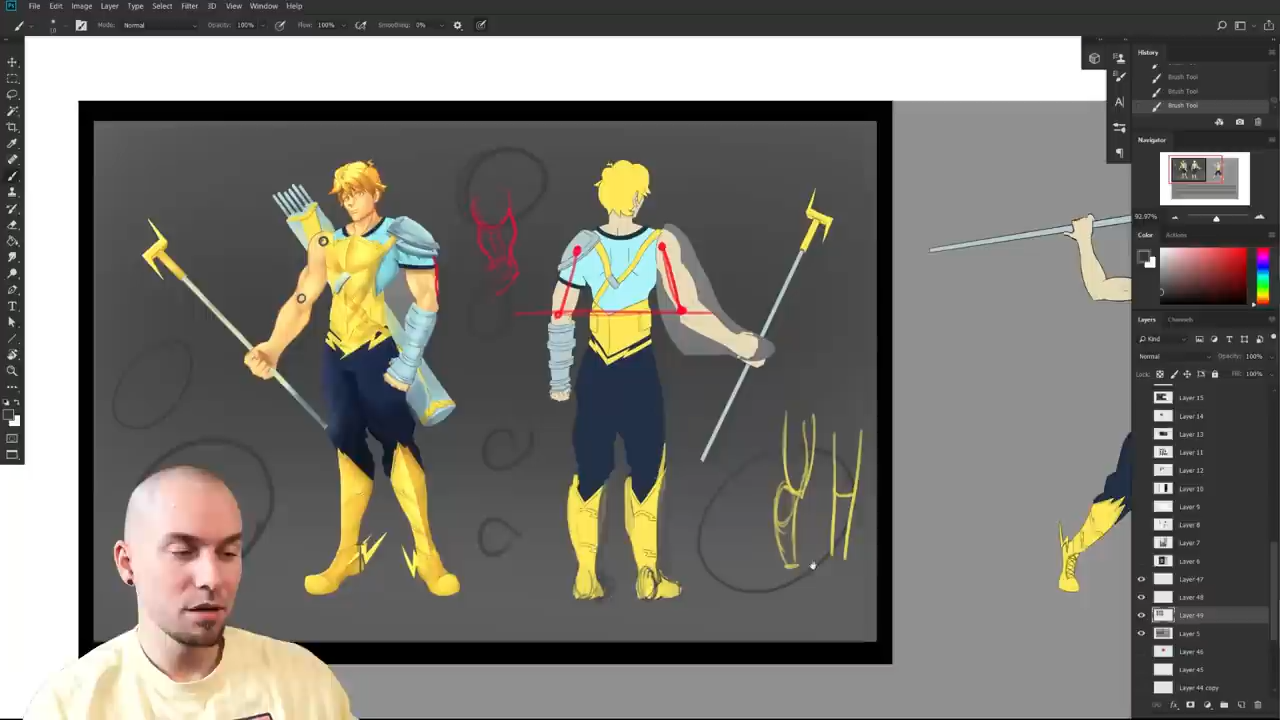 File Edit Image Layer Type Select Filter 3D View Window Help
Mode: Normal Opacity: 100% Flow: 100% Smoothing: 0%
History
Brush Tool
Brush Tool
Brush Tool
Navigator
92.97%
Color Actions
Layers Channels
Kind
Normal Opacity: 100%
Lock: Fill: 100%
Layer 15
Layer 14
Layer 13
Layer 11
Layer 12
Layer 10
Layer 9
Layer 8
Layer 7
Layer 6
Layer 47
Layer 48
Layer 49
Layer 5
Layer 46
Layer 45
Layer 44 copy